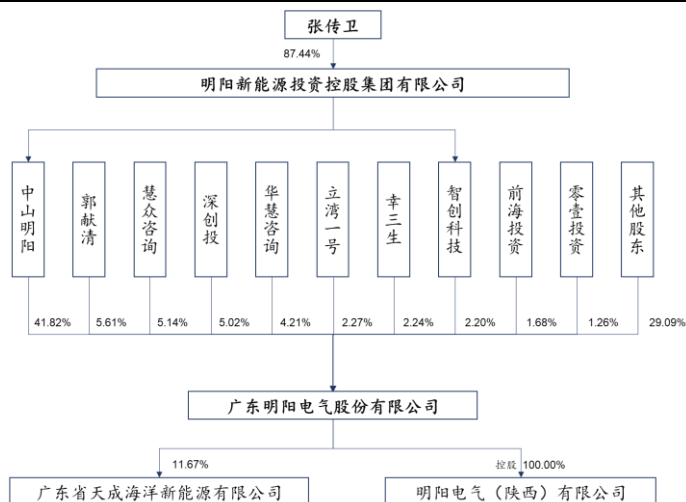 张传卫
87.44%
明阳新能源投资控股集团有限公司
中山明阳
郭献清
慧众咨询
深创投
华慧咨询
立湾一号
幸三生
智创科技
前海投资
零壹投资
其他股东
41.82%
5.61%
5.14%
5.02%
4.21%
2.27%
2.24%
2.20%
1.68%
1.26%
29.09%
广东明阳电气股份有限公司
11.67%
控股 100.00%
广东省天成海洋新能源有限公司
明阳电气（陕西）有限公司